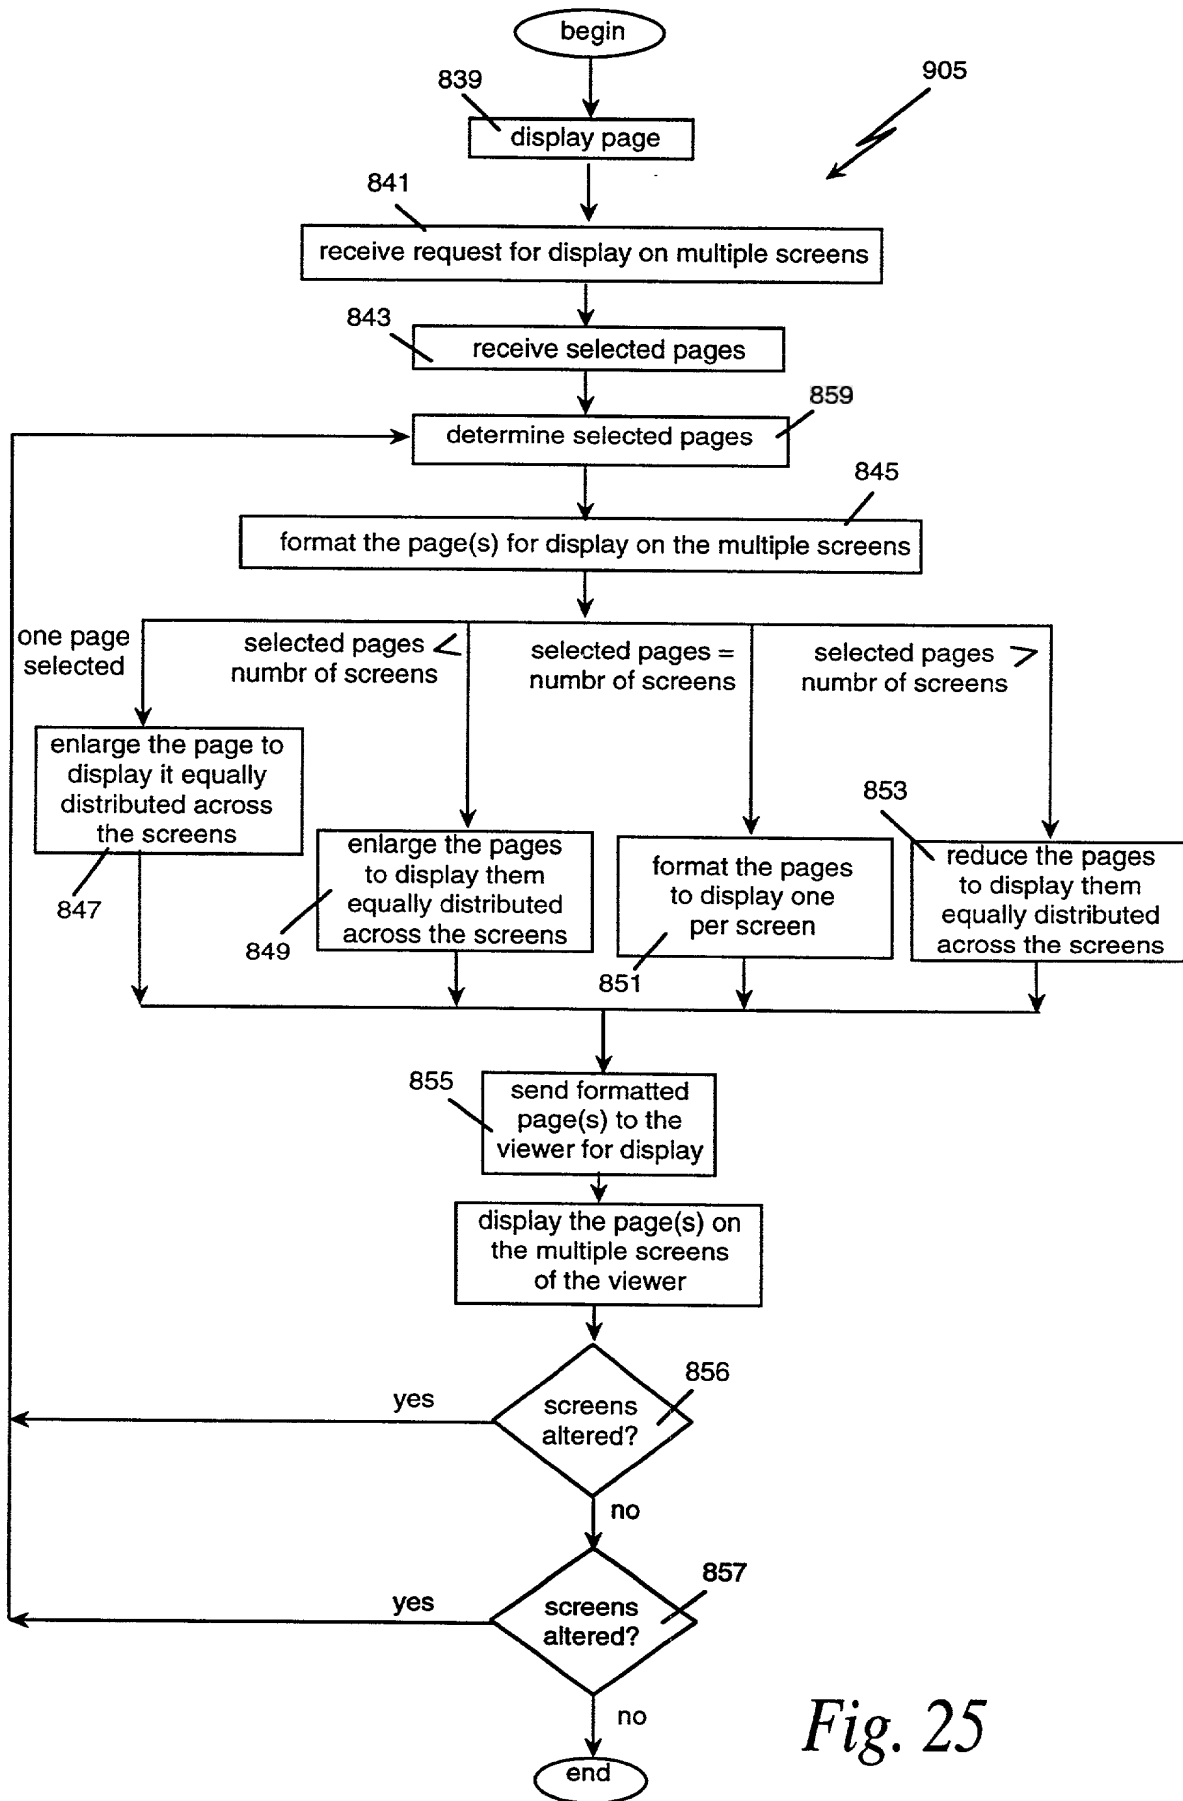 begin
839
905
display page
841
receive request for display on multiple screens
843
receive selected pages
859
determine selected pages
845
format the page(s) for display on the multiple screens
one page
selected
selected pages <
numbr of screens
selected pages =
numbr of screens
selected pages >
numbr of screens
enlarge the page to
display it equally
distributed across
the screens
847
enlarge the pages
to display them
equally distributed
across the screens
849
format the pages
to display one
per screen
851
853
reduce the pages
to display them
equally distributed
across the screens
855
send formatted
page(s) to the
viewer for display
display the page(s) on
the multiple screens
of the viewer
856
yes
screens
altered?
no
857
yes
screens
altered?
no
end
Fig. 25